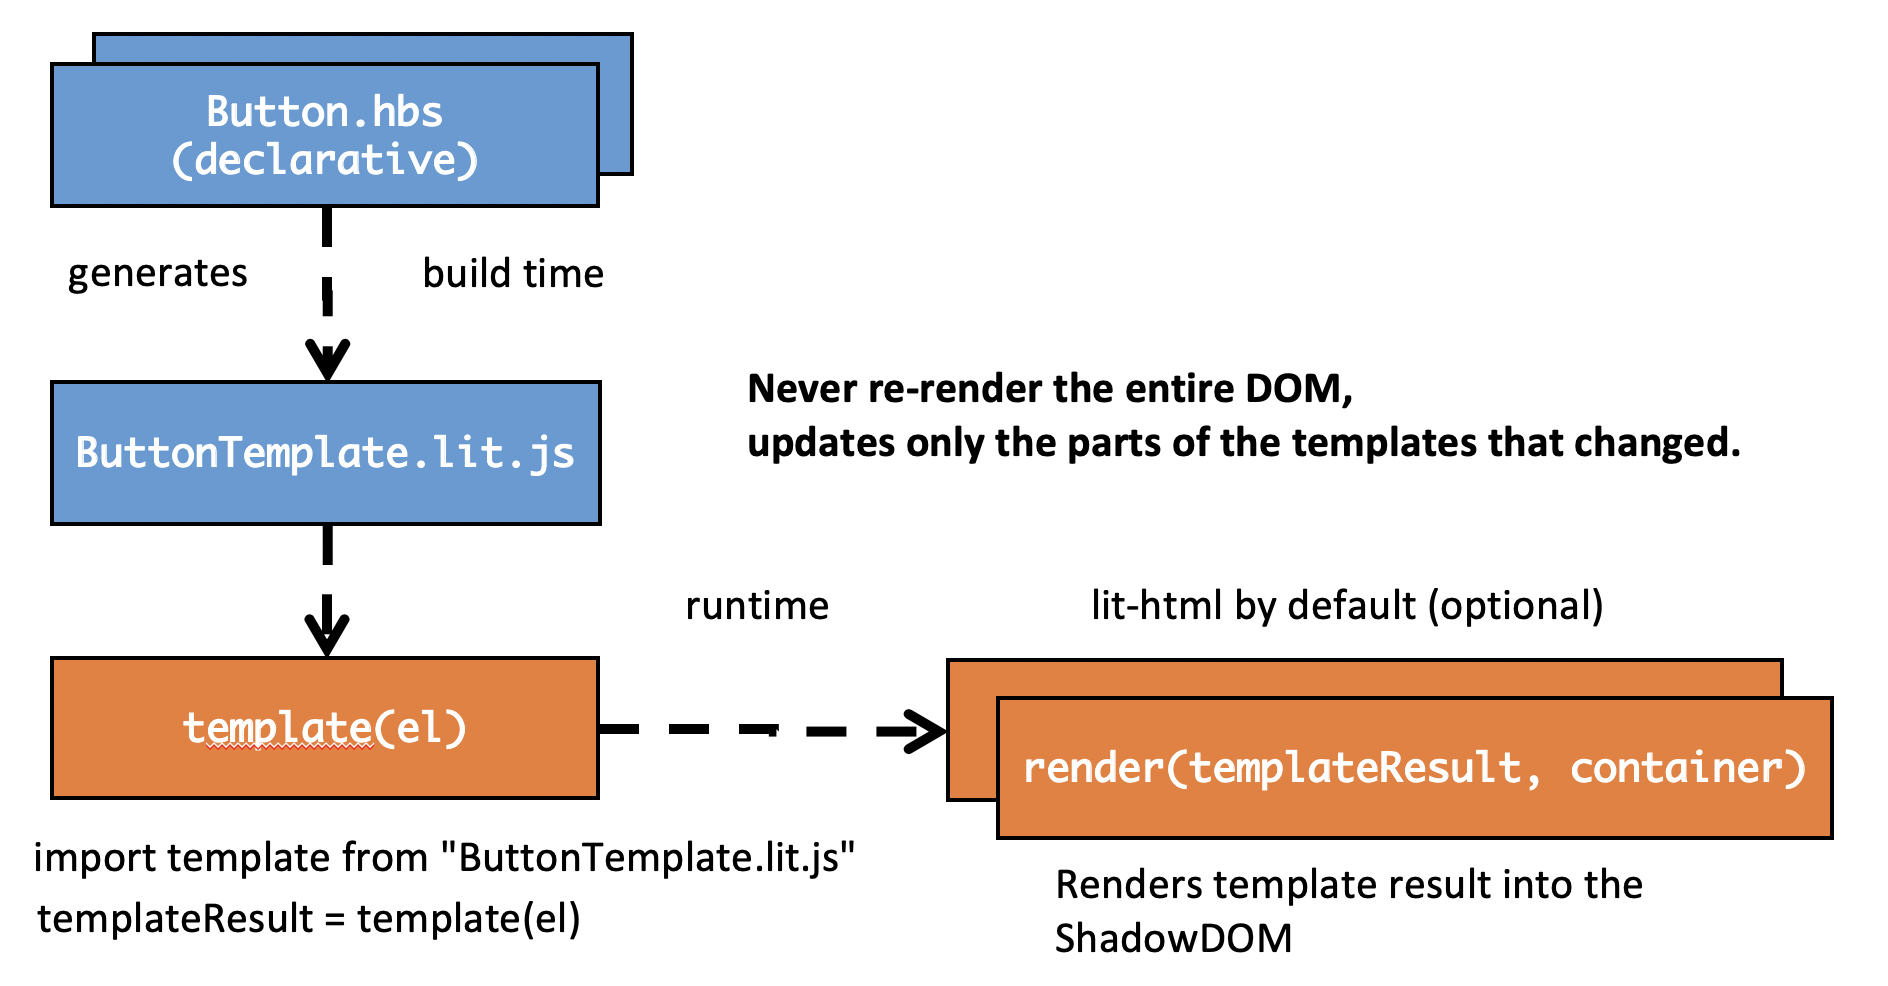 Button.hbs
(declarative)
generates
build time
ButtonTemplate.lit.js
Never re-render the entire DOM,
updates only the parts of the templates that changed.
runtime
lit-html by default (optional)
template(el)
render(templateResult, container)
import template from "ButtonTemplate.lit.js"
templateResult = template(el)
Renders template result into the
ShadowDOM